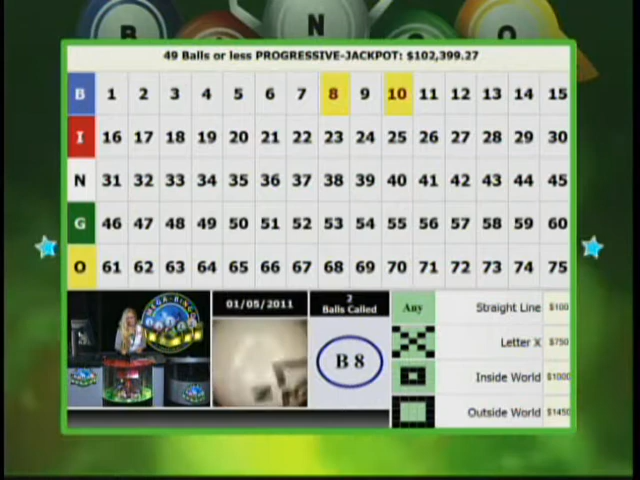 B N O
49 Balls or less PROGRESSIVE-JACKPOT: $102,399.27
B 1 2 3 4 5 6 7 8 9 10 11 12 13 14 15
I 16 17 18 19 20 21 22 23 24 25 26 27 28 29 30
N 31 32 33 34 35 36 37 38 39 40 41 42 43 44 45
G 46 47 48 49 50 51 52 53 54 55 56 57 58 59 60
O 61 62 63 64 65 66 67 68 69 70 71 72 73 74 75
MEGA-BINGO
01/05/2011
2
Balls Called
B 8
Any Straight Line $100
Letter X $750
Inside World $1000
Outside World $1450